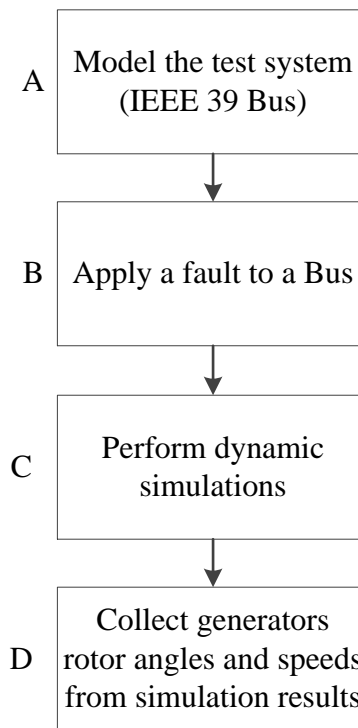 A
Model the test system
(IEEE 39 Bus)
B
Apply a fault to a Bus
C
Perform dynamic
simulations
D
Collect generators
rotor angles and speeds
from simulation results